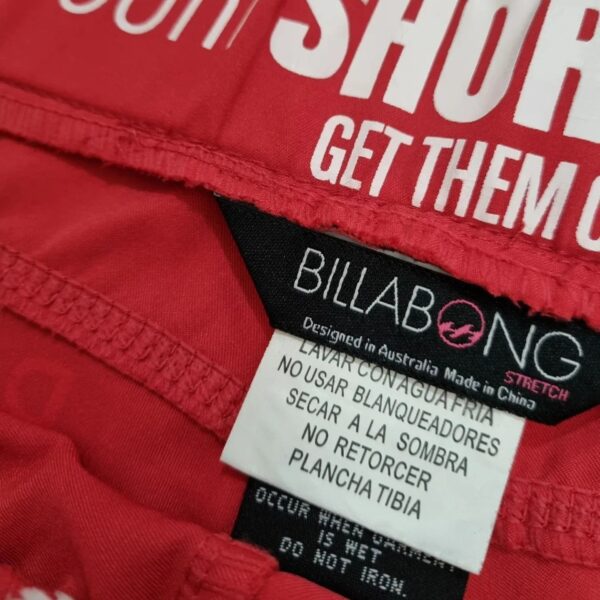 SHOR
GET THEM
BILLABONG
Designed in Australia Made in China
STRETCH
LAVAR CON AGUA FRIA
NO USAR BLANQUEADORES
SECAR A LA SOMBRA
NO RETORCER
PLANCHA TIBIA
OCCUR WHEN GARMENT
IS WET
DO NOT IRON.